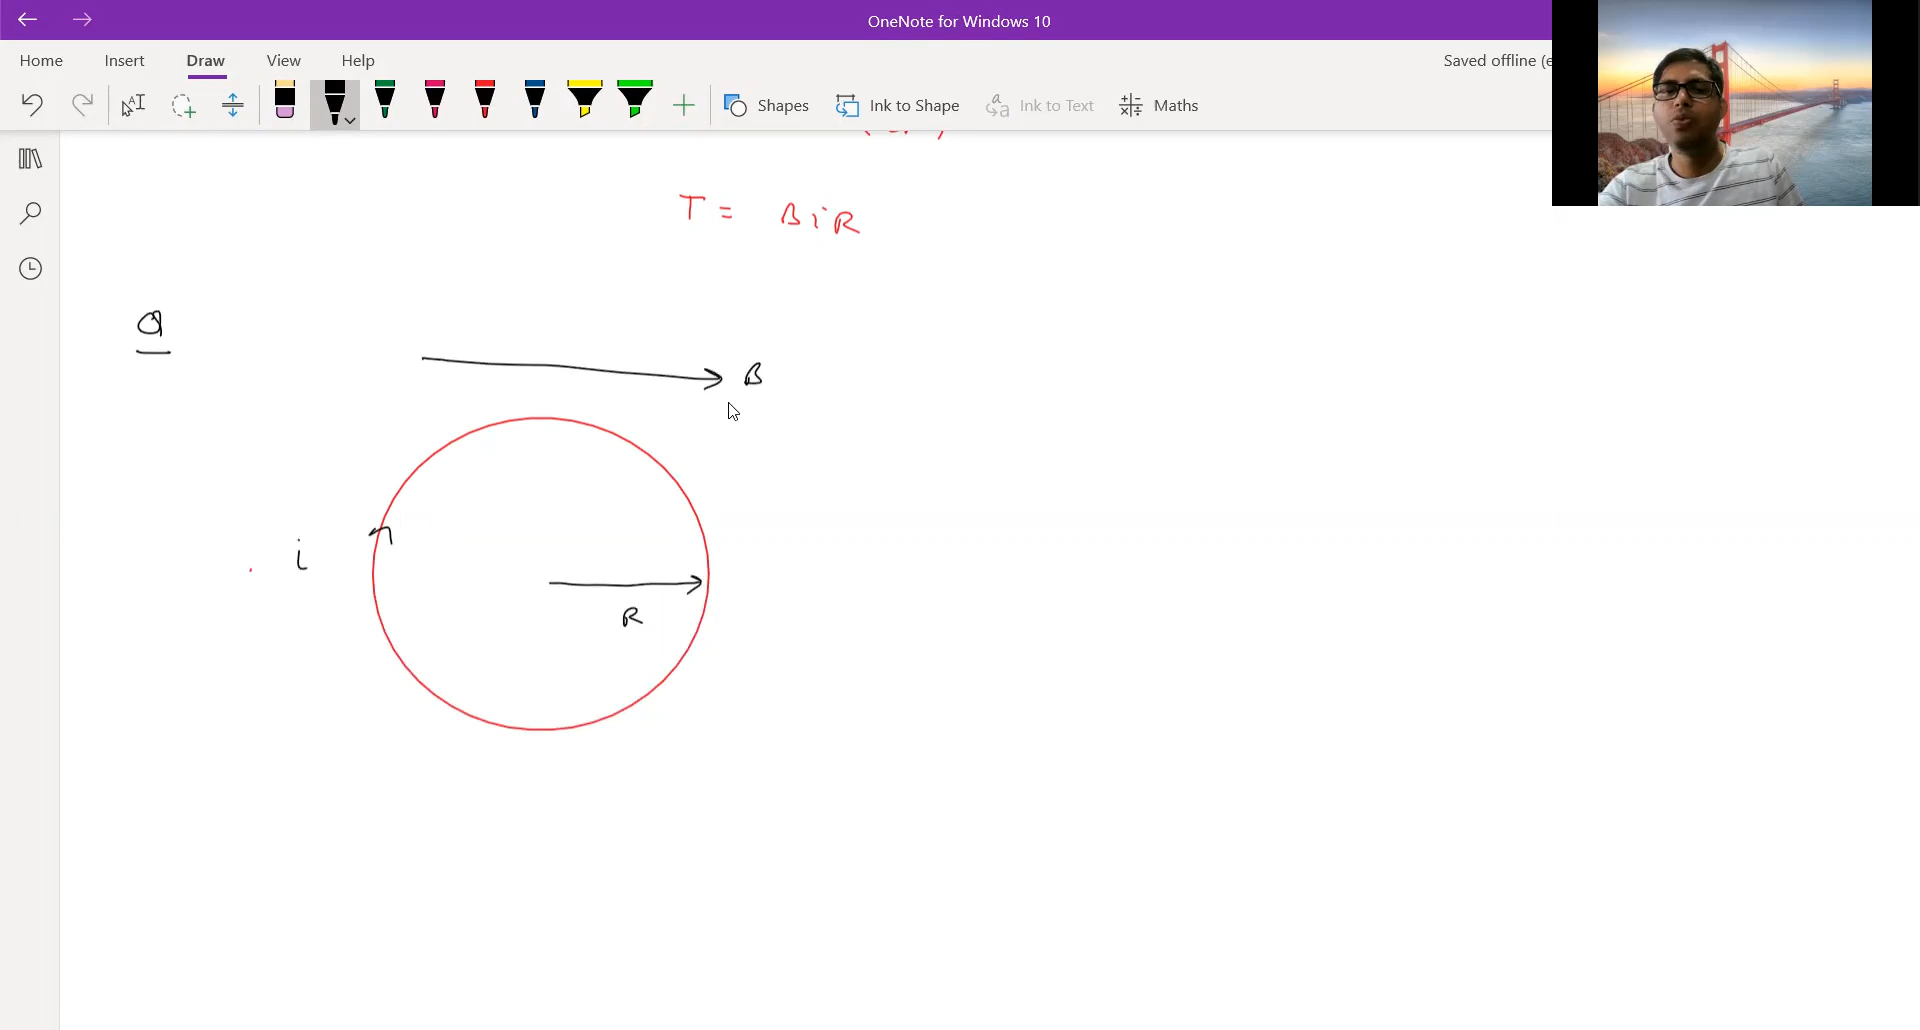 OneNote for Windows 10
Home Insert Draw View Help Saved offline (e
Shapes Ink to Shape Ink to Text Maths
T = BiR
Q
B
i
R